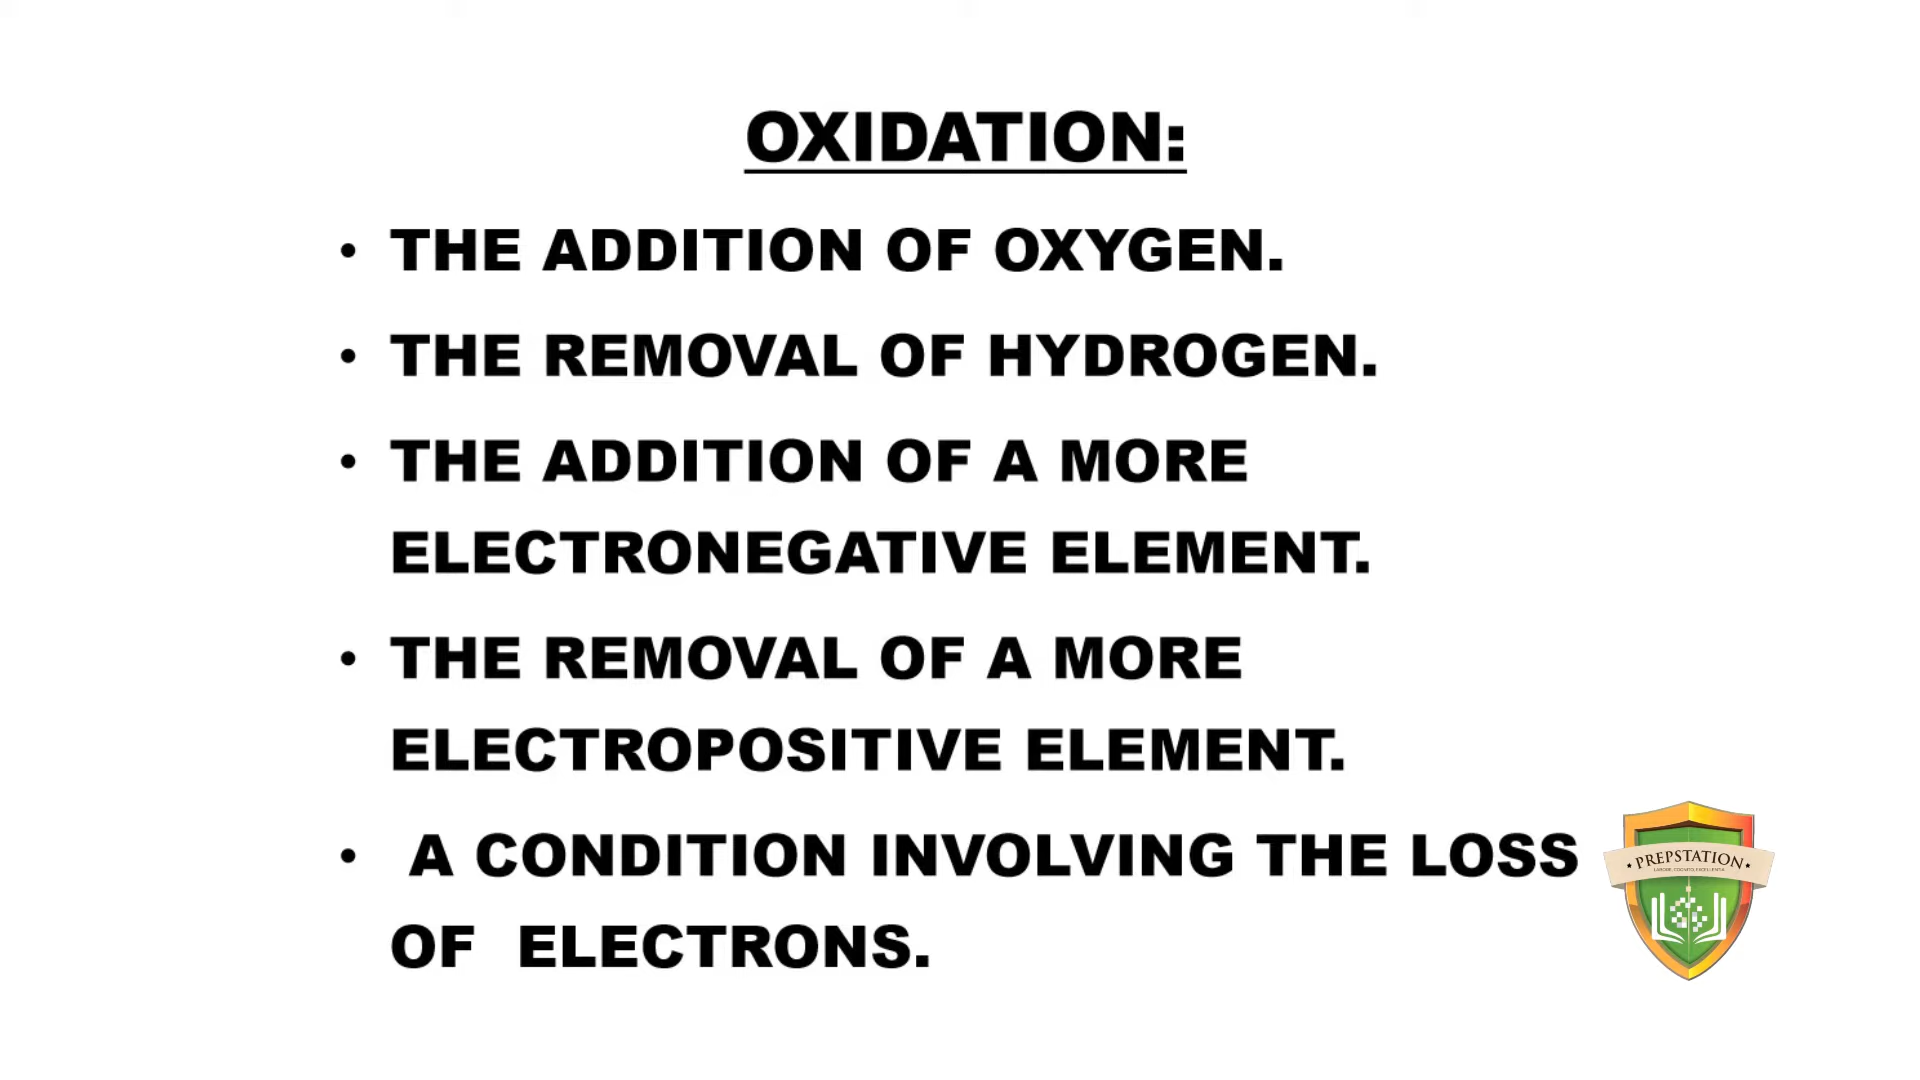 OXIDATION:
• THE ADDITION OF OXYGEN.
• THE REMOVAL OF HYDROGEN.
• THE ADDITION OF A MORE
ELECTRONEGATIVE ELEMENT.
• THE REMOVAL OF A MORE
ELECTROPOSITIVE ELEMENT.
• A CONDITION INVOLVING THE LOSS
OF ELECTRONS.
PREPSTATION